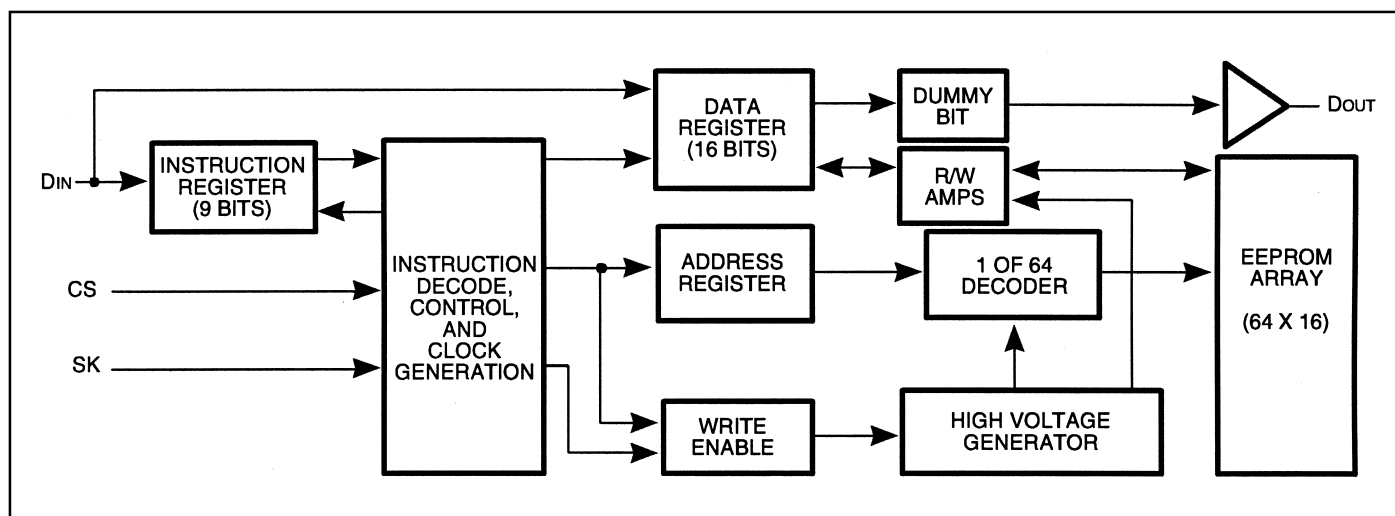 DATA
REGISTER
(16 BITS)
DUMMY
BIT
DOUT
DIN
INSTRUCTION
REGISTER
(9 BITS)
R/W
AMPS
INSTRUCTION
DECODE,
CONTROL,
AND
CLOCK
GENERATION
ADDRESS
REGISTER
1 OF 64
DECODER
EEPROM
ARRAY
(64 X 16)
CS
SK
WRITE
ENABLE
HIGH VOLTAGE
GENERATOR